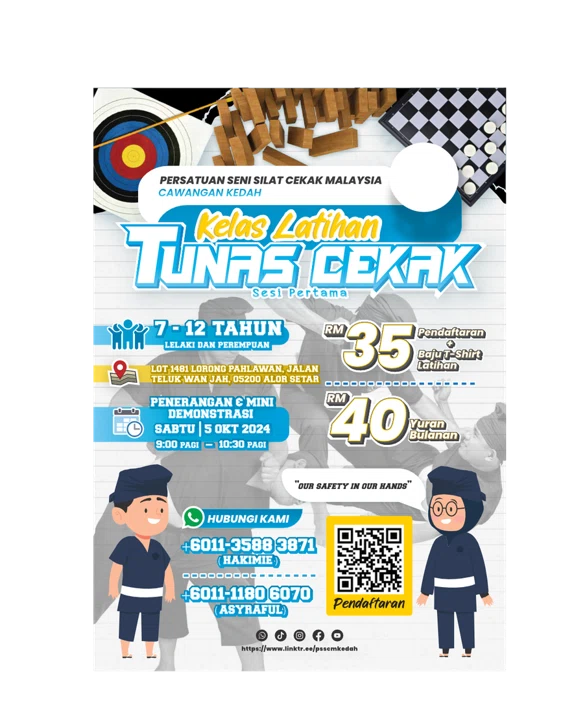 PERSATUAN SENI SILAT CEKAK MALAYSIA
CAWANGAN KEDAH
Kelas Latihan
TUNAS CEKAK
Sesi Pertama
7 - 12 TAHUN
LELAKI DAN PEREMPUAN
LOT 1461 LORONG PAHLAWAN, JALAN
TELUK WAN JAH, 05200 ALOR SETAR
PENERANGAN & MINI
DEMONSTRASI
SABTU | 5 OKT 2024
9:00 PAGI — 10:30 PAGI
RM 35 Pendaftaran
+
Baju T-Shirt
Latihan
RM 40 Yuran
Bulanan
"OUR SAFETY IN OUR HANDS"
HUBUNGI KAMI
+6011-3588 3871
(HAKIMIE)
+6011-1180 6070
(ASYRAFUL)
Pendaftaran
https://www.linktr.ee/psscmkedah